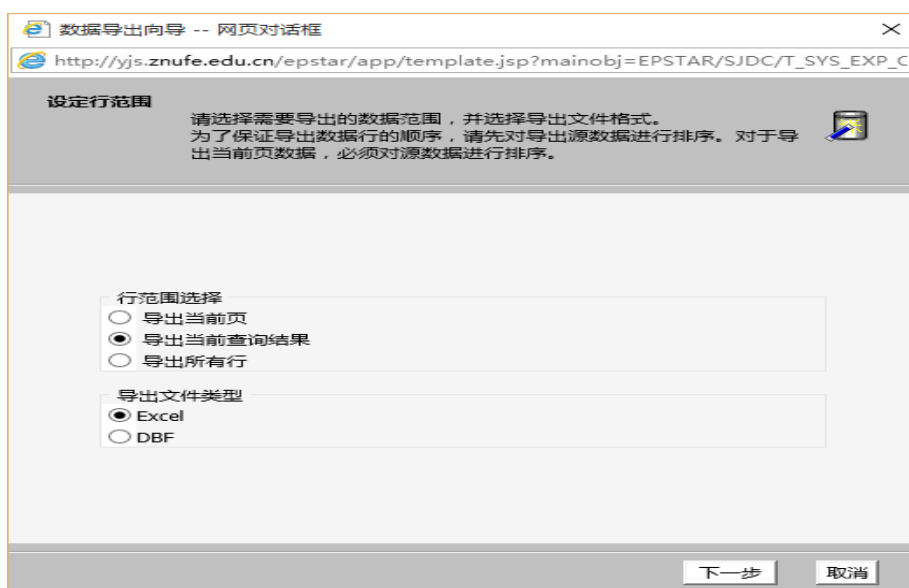 数据导出向导 -- 网页对话框
http://yjs.znufe.edu.cn/epstar/app/template.jsp?mainobj=EPSTAR/SJDC/T_SYS_EXP_C
设定行范围
请选择需要导出的数据范围，并选择导出文件格式。
为了保证导出数据行的顺序，请先对导出源数据进行排序。对于导
出当前页数据，必须对源数据进行排序。
行范围选择
导出当前页
导出当前查询结果
导出所有行
导出文件类型
Excel
DBF
下一步
取消